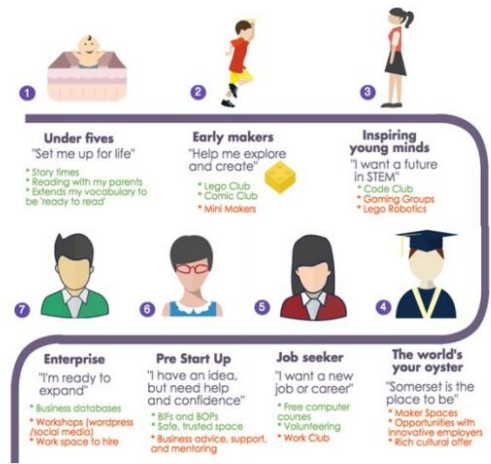 1
2
3
Under fives
"Set me up for life"
* Story times
* Reading with my parents
* Extends my vocabulary to
be 'ready to read'
Early makers
"Help me explore
and create"
* Lego Club
* Comic Club
* Mini Makers
Inspiring
young minds
"I want a future
in STEM"
* Code Club
* Gaming Groups
* Lego Robotics
7
6
5
4
Enterprise
"I'm ready to
expand"
* Business databases
* Workshops (wordpress
/social media)
* Work space to hire
Pre Start Up
"I have an idea,
but need help
and confidence"
* BIFs and BOPs
* Safe, trusted space
* Business advice, support,
and mentoring
Job seeker
"I want a new
job or career"
* Free computer
courses
* Volunteering
* Work Club
The world's
your oyster
"Somerset is the
place to be"
* Maker Spaces
* Opportunities with
innovative employers
* Rich cultural offer